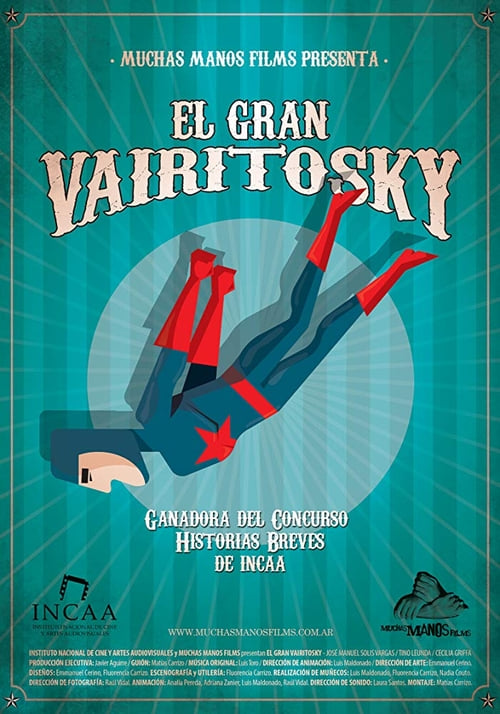 · MUCHAS MANOS FILMS PRESENTA ·
EL GRAN
VAIRITOSKY
GANADORA DEL CONCURSO
HISTORIAS BREVES
DE INCAA
INCAA
INSTITUTO NACIONAL DE CINE
Y ARTES AUDIOVISUALES
MUCHAS MANOS FILMS
WWW.MUCHASMANOSFILMS.COM.AR
INSTITUTO NACIONAL DE CINE Y ARTES AUDIOVISUALES y MUCHAS MANOS FILMS presentan EL GRAN VAIRITOSKY - JOSÉ MANUEL SOLIS VARGAS / TINO LEUNDA / CECILIA GRIFFA
PRODUCCIÓN EJECUTIVA: Javier Aguirre / GUIÓN: Matías Carrizo / MÚSICA ORIGINAL: Luis Toro / DIRECCIÓN DE ANIMACIÓN: Luis Maldonado / DIRECCIÓN DE ARTE: Emmanuel Cerino.
DISEÑOS: Emmanuel Cerino, Fluorencia Carrizo. ESCENOGRAFÍA Y UTILERÍA: Fluorencia Carrizo. REALIZACIÓN DE MUÑECOS: Luis Maldonado, Fluorencia Carrizo, Nadia Couto.
DIRECCIÓN DE FOTOGRAFÍA: Raúl Vidal. ANIMACIÓN: Analía Pereda, Adriana Zanier, Luis Maldonado, Raúl Vidal. DIRECCIÓN DE SONIDO: Laura Santos. MONTAJE: Matías Carrizo.